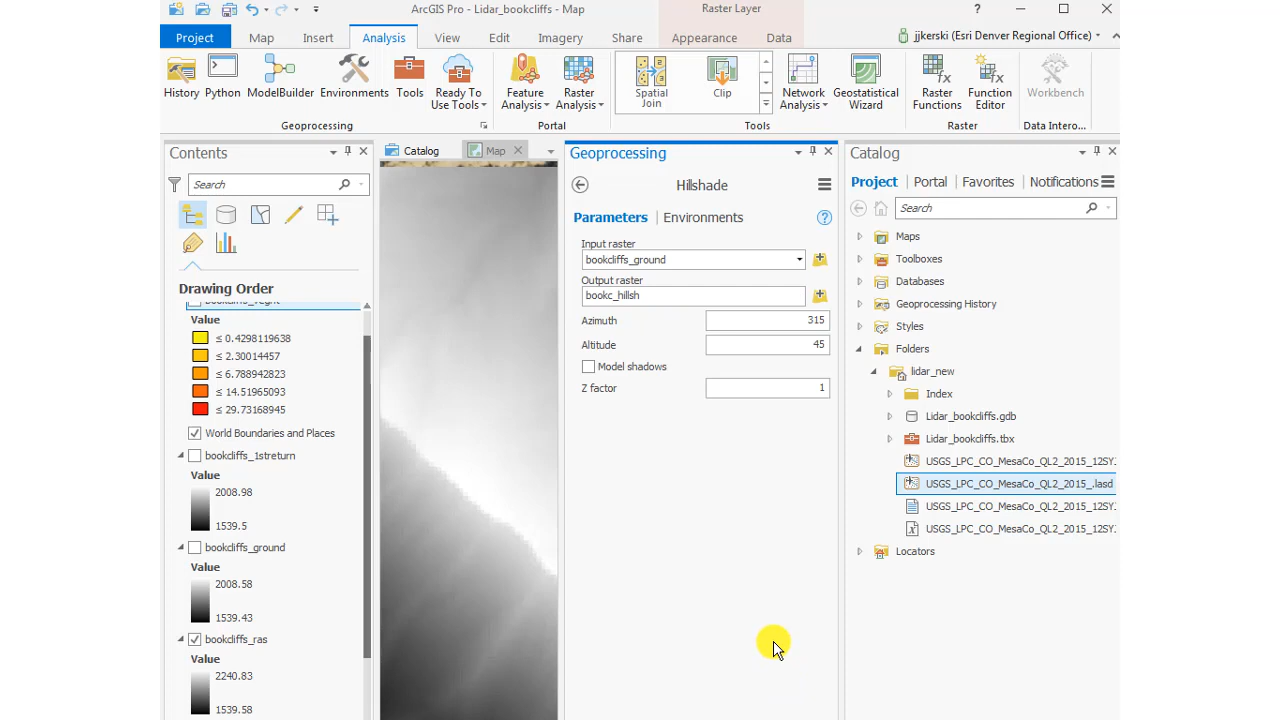 ArcGIS Pro - Lidar_bookcliffs - Map
Raster Layer
?
Project
Map
Insert
Analysis
View
Edit
Imagery
Share
Appearance
Data
jjkerski (Esri Denver Regional Office)
History
Python
ModelBuilder
Environments
Tools
Ready To
Use Tools
Feature
Analysis
Raster
Analysis
Spatial
Join
Clip
Network
Analysis
Geostatistical
Wizard
Raster
Functions
Function
Editor
Workbench
Geoprocessing
Portal
Tools
Raster
Data Intero...
Contents
Search
Drawing Order
Value
≤ 0.4298119638
≤ 2.30014457
≤ 6.788942823
≤ 14.51965093
≤ 29.73168945
World Boundaries and Places
bookcliffs_1streturn
Value
2008.98
1539.5
bookcliffs_ground
Value
2008.58
1539.43
bookcliffs_ras
Value
2240.83
1539.58
Catalog
Map
Geoprocessing
Hillshade
Parameters
Environments
?
Input raster
bookcliffs_ground
Output raster
bookc_hillsh
Azimuth
315
Altitude
45
Model shadows
Z factor
1
Catalog
Project
Portal
Favorites
Notifications
Search
Maps
Toolboxes
Databases
Geoprocessing History
Styles
Folders
lidar_new
Index
Lidar_bookcliffs.gdb
Lidar_bookcliffs.tbx
USGS_LPC_CO_MesaCo_QL2_2015_12SY
USGS_LPC_CO_MesaCo_QL2_2015_.lasd
USGS_LPC_CO_MesaCo_QL2_2015_12SY
USGS_LPC_CO_MesaCo_QL2_2015_12SY
Locators